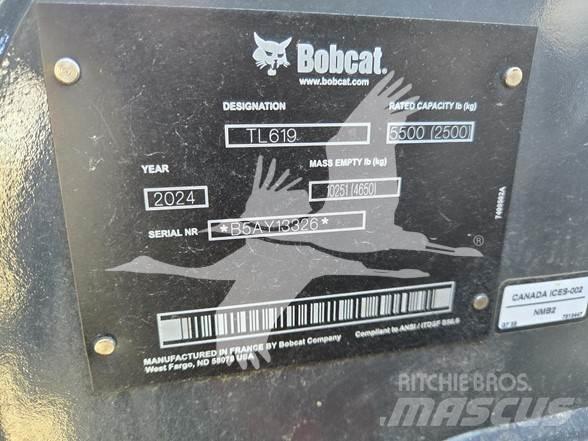 Bobcat.
www.bobcat.com
DESIGNATION RATED CAPACITY lb (kg)
TL619 5500 (2500)
YEAR MASS EMPTY lb (kg)
2024 10251 (4650)
SERIAL NR *B5AY13326*
7498582A
®
CANADA ICES-002
NMB2
MANUFACTURED IN FRANCE BY Bobcat Company Compliant to ANSI / ITSDF B56.6
West Fargo, ND 58078 USA
RITCHIE BROS.
MASCUS